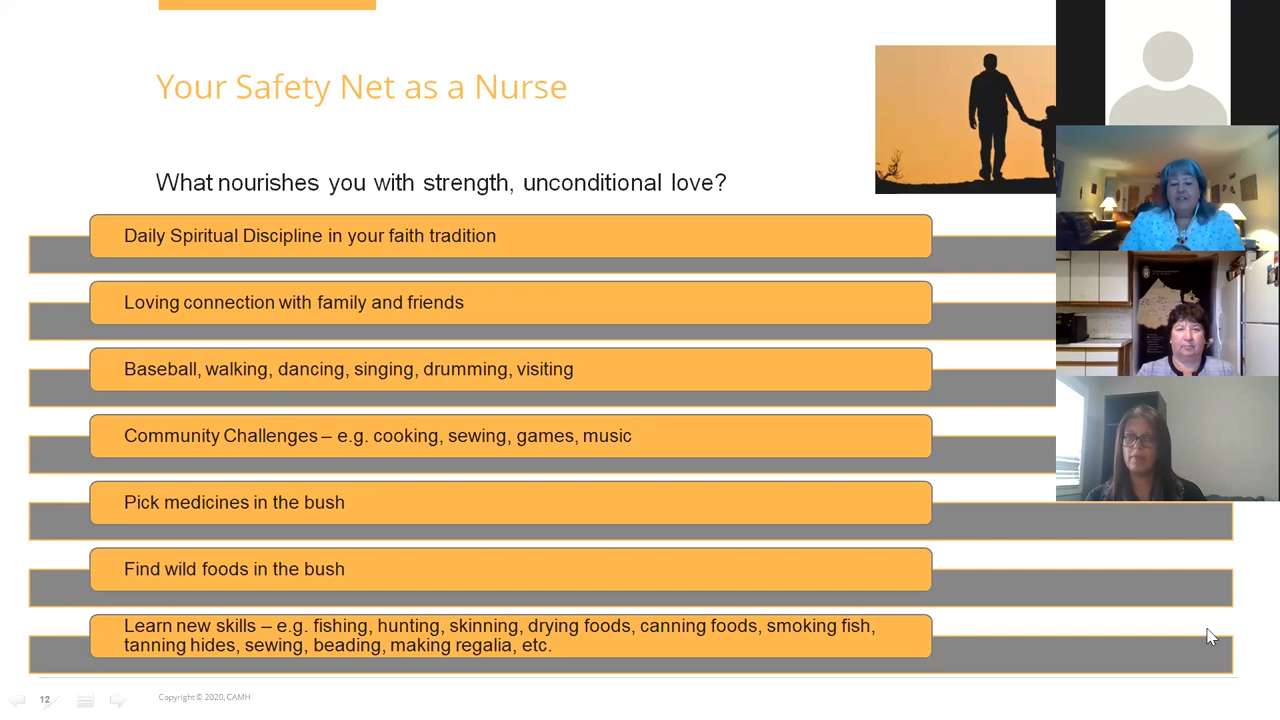 Your Safety Net as a Nurse
What nourishes you with strength, unconditional love?
Daily Spiritual Discipline in your faith tradition
Loving connection with family and friends
Baseball, walking, dancing, singing, drumming, visiting
Community Challenges – e.g. cooking, sewing, games, music
Pick medicines in the bush
Find wild foods in the bush
Learn new skills – e.g. fishing, hunting, skinning, drying foods, canning foods, smoking fish,
tanning hides, sewing, beading, making regalia, etc.
12
Copyright © 2020, CAMH